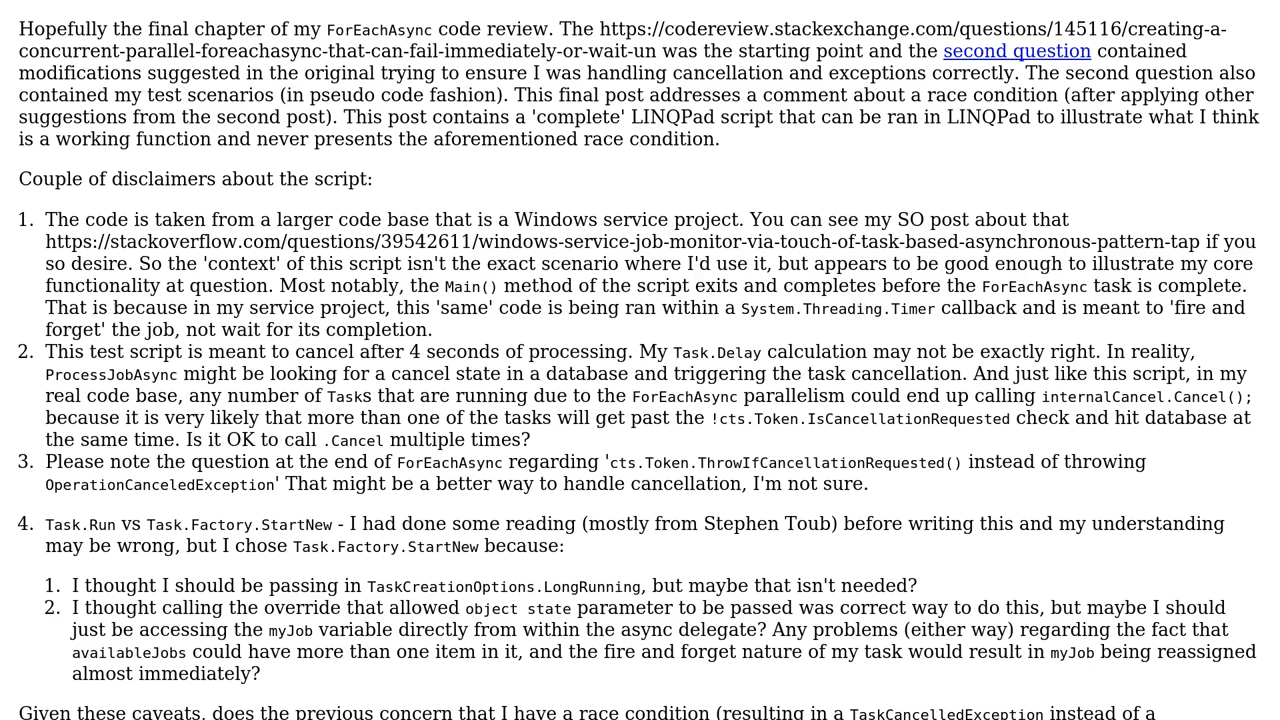 Hopefully the final chapter of my ForEachAsync code review. The https://codereview.stackexchange.com/questions/145116/creating-a-
concurrent-parallel-foreachasync-that-can-fail-immediately-or-wait-un was the starting point and the second question contained
modifications suggested in the original trying to ensure I was handling cancellation and exceptions correctly. The second question also
contained my test scenarios (in pseudo code fashion). This final post addresses a comment about a race condition (after applying other
suggestions from the second post). This post contains a 'complete' LINQPad script that can be ran in LINQPad to illustrate what I think
is a working function and never presents the aforementioned race condition.
Couple of disclaimers about the script:
1. The code is taken from a larger code base that is a Windows service project. You can see my SO post about that
https://stackoverflow.com/questions/39542611/windows-service-job-monitor-via-touch-of-task-based-asynchronous-pattern-tap if you
so desire. So the 'context' of this script isn't the exact scenario where I'd use it, but appears to be good enough to illustrate my core
functionality at question. Most notably, the Main() method of the script exits and completes before the ForEachAsync task is complete.
That is because in my service project, this 'same' code is being ran within a System.Threading.Timer callback and is meant to 'fire and
forget' the job, not wait for its completion.
2. This test script is meant to cancel after 4 seconds of processing. My Task.Delay calculation may not be exactly right. In reality,
ProcessJobAsync might be looking for a cancel state in a database and triggering the task cancellation. And just like this script, in my
real code base, any number of Tasks that are running due to the ForEachAsync parallelism could end up calling internalCancel.Cancel();
because it is very likely that more than one of the tasks will get past the !cts.Token.IsCancellationRequested check and hit database at
the same time. Is it OK to call .Cancel multiple times?
3. Please note the question at the end of ForEachAsync regarding 'cts.Token.ThrowIfCancellationRequested() instead of throwing
OperationCanceledException' That might be a better way to handle cancellation, I'm not sure.
4. Task.Run vs Task.Factory.StartNew - I had done some reading (mostly from Stephen Toub) before writing this and my understanding
may be wrong, but I chose Task.Factory.StartNew because:
1. I thought I should be passing in TaskCreationOptions.LongRunning, but maybe that isn't needed?
2. I thought calling the override that allowed object state parameter to be passed was correct way to do this, but maybe I should
just be accessing the myJob variable directly from within the async delegate? Any problems (either way) regarding the fact that
availableJobs could have more than one item in it, and the fire and forget nature of my task would result in myJob being reassigned
almost immediately?
Given these caveats, does the previous concern that I have a race condition (resulting in a TaskCancelledException instead of a